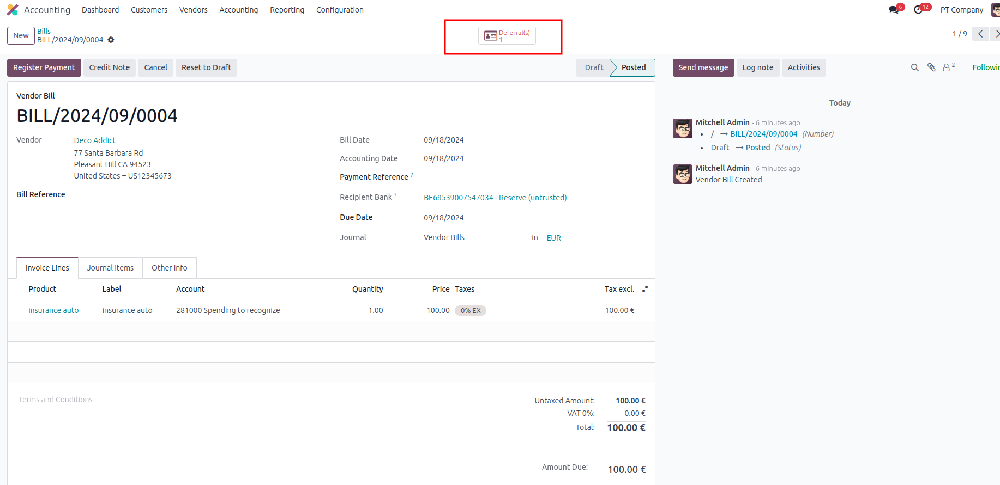 Accounting Dashboard Customers Vendors Accounting Reporting Configuration 6 12 PT Company
New Bills
BILL/2024/09/0004
Deferral(s)
1
1 / 9
Register Payment Credit Note Cancel Reset to Draft Draft Posted Send message Log note Activities 2
Vendor Bill
BILL/2024/09/0004
Vendor Deco Addict
77 Santa Barbara Rd
Pleasant Hill CA 94523
United States – US12345673
Bill Reference
Bill Date 09/18/2024
Accounting Date 09/18/2024
Payment Reference ?
Recipient Bank ? BE68539007547034 - Reserve (untrusted)
Due Date 09/18/2024
Journal Vendor Bills in EUR
Invoice Lines Journal Items Other Info
Product Label Account Quantity Price Taxes Tax excl.
insurance auto insurance auto 281000 Spending to recognize 1.00 100.00 0% EX 100.00 €
Terms and Conditions
Untaxed Amount: 100.00 €
VAT 0%: 0.00 €
Total: 100.00 €
Amount Due: 100.00 €
Today
Mitchell Admin - 6 minutes ago
• / → BILL/2024/09/0004 (Number)
• Draft → Posted (Status)
Mitchell Admin - 6 minutes ago
Vendor Bill Created